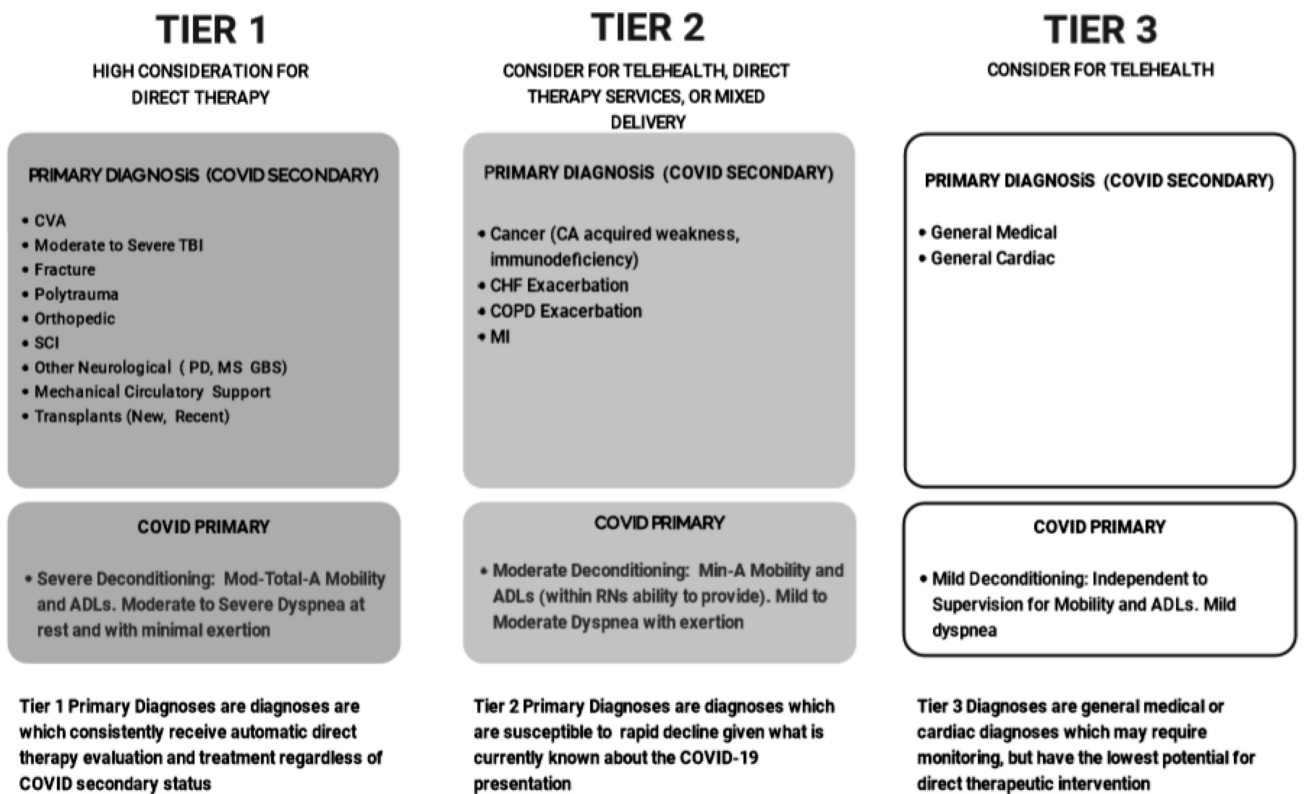 TIER 1
HIGH CONSIDERATION FOR
DIRECT THERAPY
PRIMARY DIAGNOSiS (COVID SECONDARY)
• CVA
• Moderate to Severe TBI
• Fracture
• Polytrauma
• Orthopedic
• SCI
• Other Neurological ( PD, MS GBS)
• Mechanical Circulatory Support
• Transplants (New, Recent)
COVID PRIMARY
• Severe Deconditioning: Mod-Total-A Mobility
and ADLs. Moderate to Severe Dyspnea at
rest and with minimal exertion
Tier 1 Primary Diagnoses are diagnoses are
which consistently receive automatic direct
therapy evaluation and treatment regardless of
COVID secondary status
TIER 2
CONSIDER FOR TELEHEALTH, DIRECT
THERAPY SERVICES, OR MIXED
DELIVERY
PRIMARY DIAGNOSiS (COVID SECONDARY)
• Cancer (CA acquired weakness,
immunodeficiency)
• CHF Exacerbation
• COPD Exacerbation
• MI
COVID PRIMARY
• Moderate Deconditioning: Min-A Mobility and
ADLs (within RNs ability to provide). Mild to
Moderate Dyspnea with exertion
Tier 2 Primary Diagnoses are diagnoses which
are susceptible to rapid decline given what is
currently known about the COVID-19
presentation
TIER 3
CONSIDER FOR TELEHEALTH
PRIMARY DIAGNOSiS (COVID SECONDARY)
• General Medical
• General Cardiac
COVID PRIMARY
• Mild Deconditioning: Independent to
Supervision for Mobility and ADLs. Mild
dyspnea
Tier 3 Diagnoses are general medical or
cardiac diagnoses which may require
monitoring, but have the lowest potential for
direct therapeutic intervention